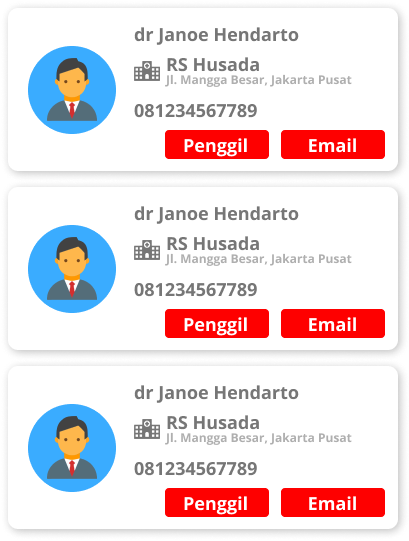 dr Janoe Hendarto
RS Husada
Jl. Mangga Besar, Jakarta Pusat
081234567789
Penggil Email
dr Janoe Hendarto
RS Husada
Jl. Mangga Besar, Jakarta Pusat
081234567789
Penggil Email
dr Janoe Hendarto
RS Husada
Jl. Mangga Besar, Jakarta Pusat
081234567789
Penggil Email